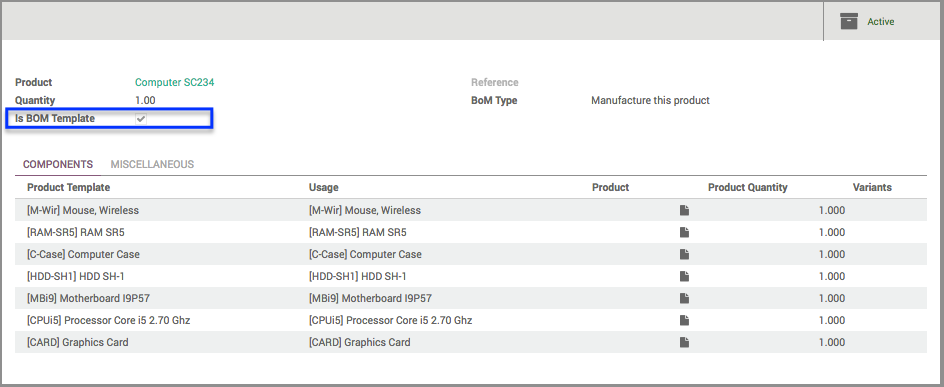 Active
Product Computer SC234 Reference
Quantity 1.00 BoM Type Manufacture this product
Is BOM Template
COMPONENTS MISCELLANEOUS
Product Template Usage Product Product Quantity Variants
[M-Wir] Mouse, Wireless [M-Wir] Mouse, Wireless 1.000
[RAM-SR5] RAM SR5 [RAM-SR5] RAM SR5 1.000
[C-Case] Computer Case [C-Case] Computer Case 1.000
[HDD-SH1] HDD SH-1 [HDD-SH1] HDD SH-1 1.000
[MBi9] Motherboard I9P57 [MBi9] Motherboard I9P57 1.000
[CPUi5] Processor Core i5 2.70 Ghz [CPUi5] Processor Core i5 2.70 Ghz 1.000
[CARD] Graphics Card [CARD] Graphics Card 1.000